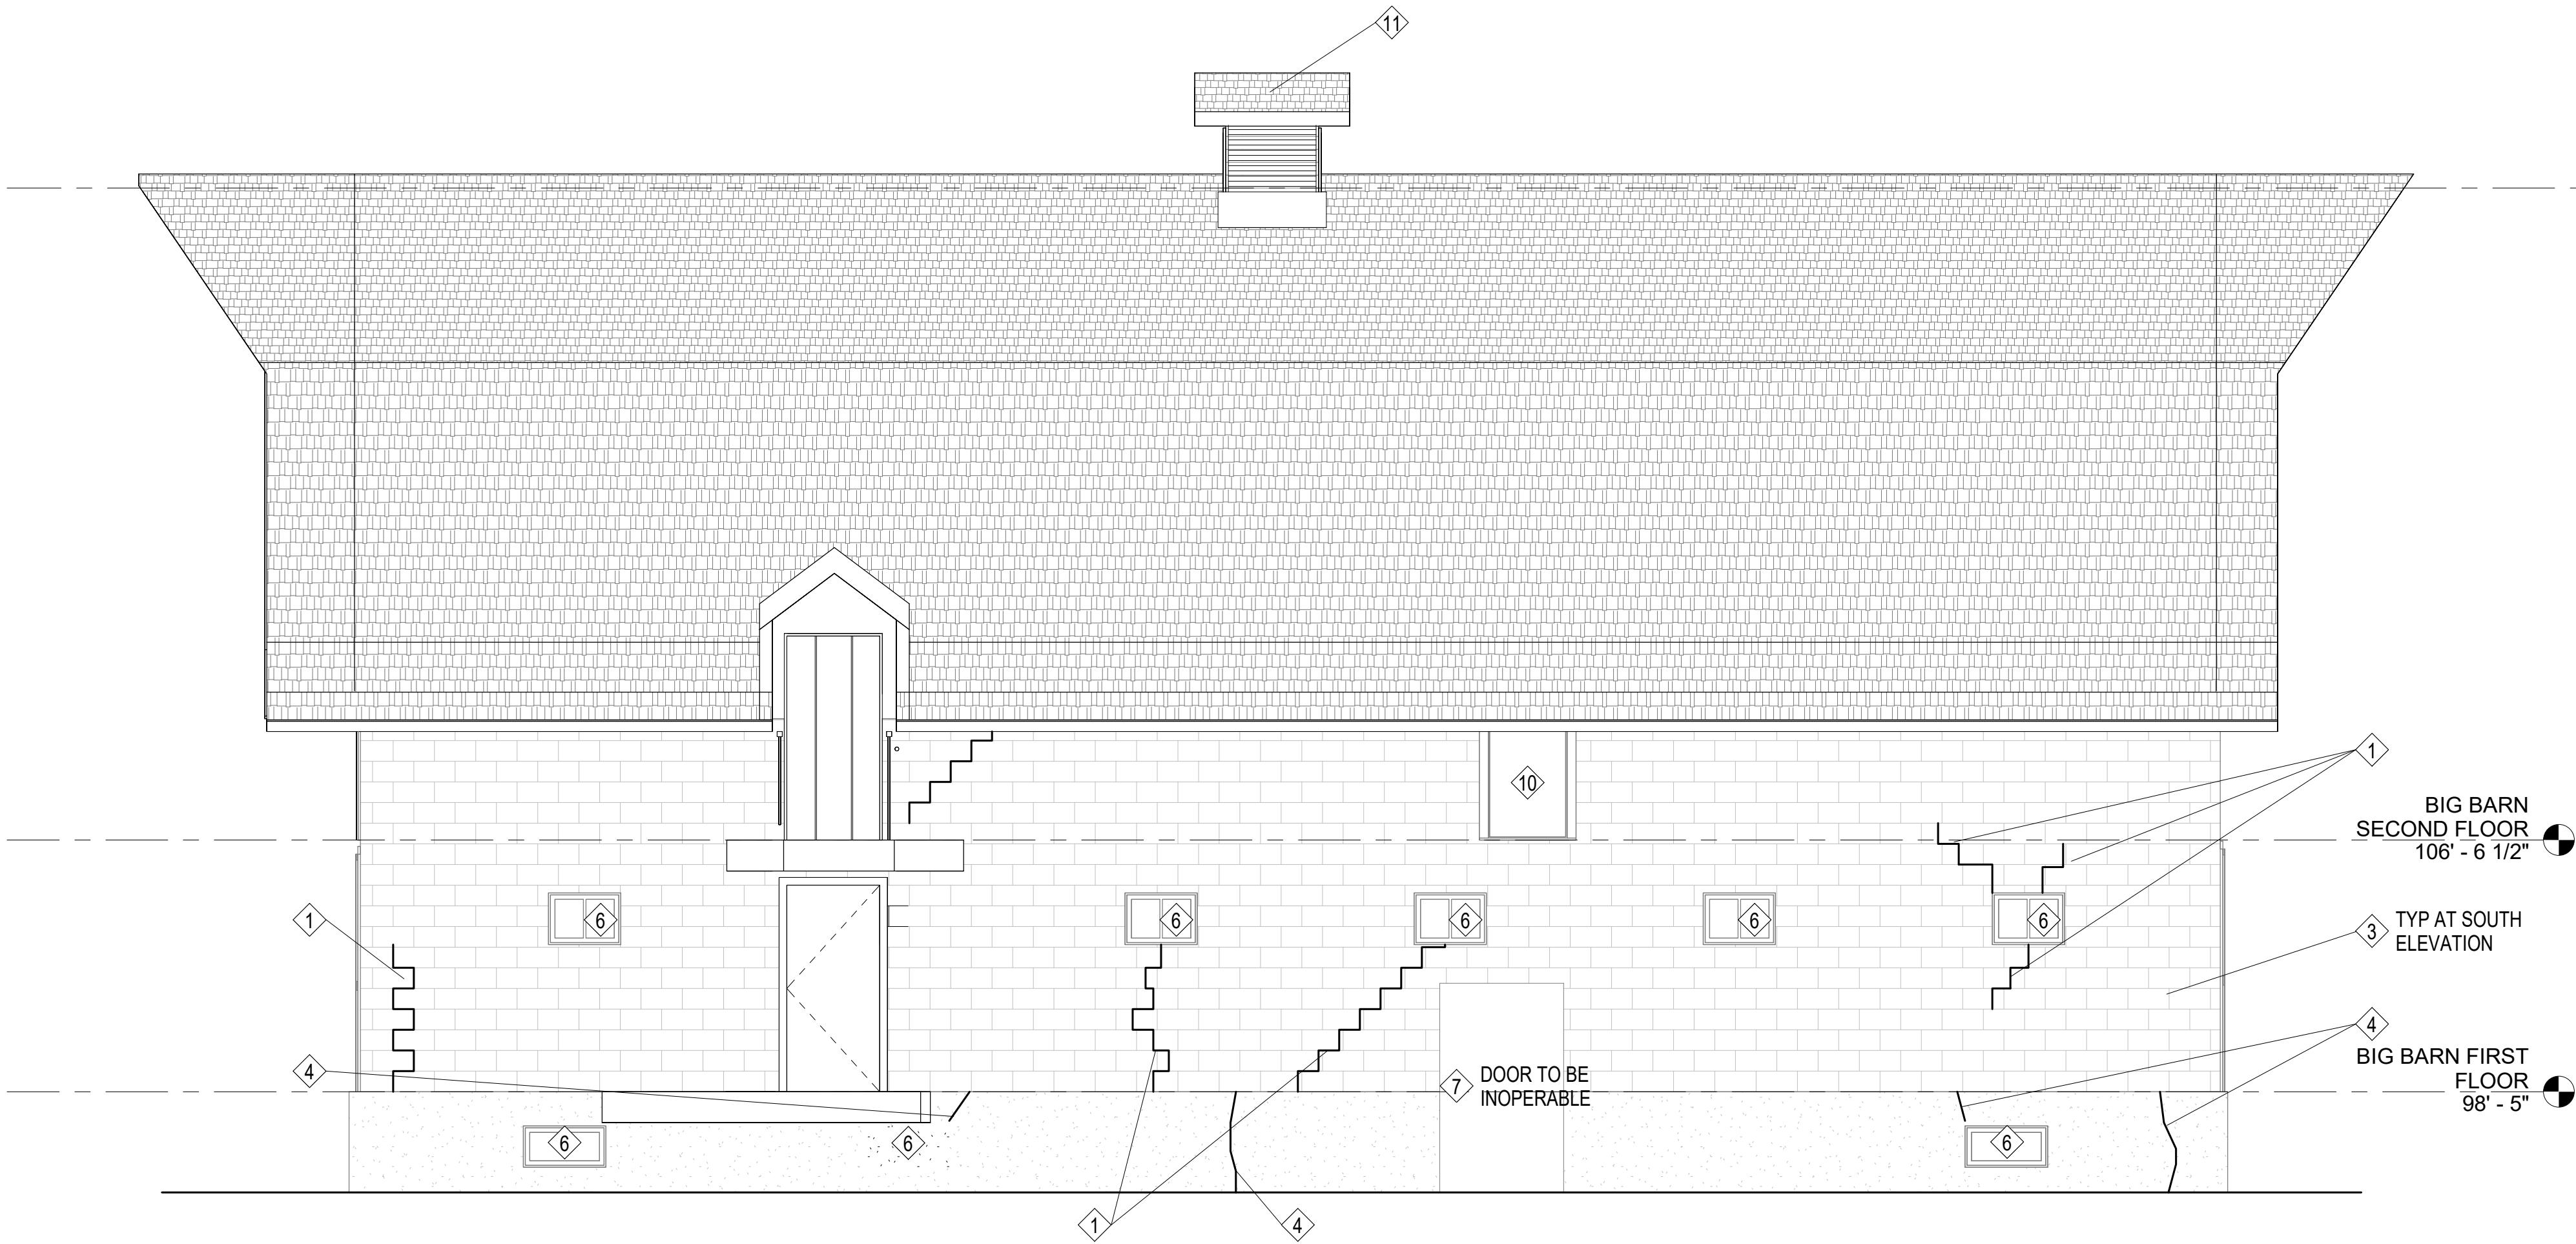 11
1
10
BIG BARN
SECOND FLOOR
106' - 6 1/2"
1
6
6
6
6
6
3
TYP AT SOUTH
ELEVATION
4
4
BIG BARN FIRST
FLOOR
98' - 5"
7
DOOR TO BE
INOPERABLE
6
6
6
1
4